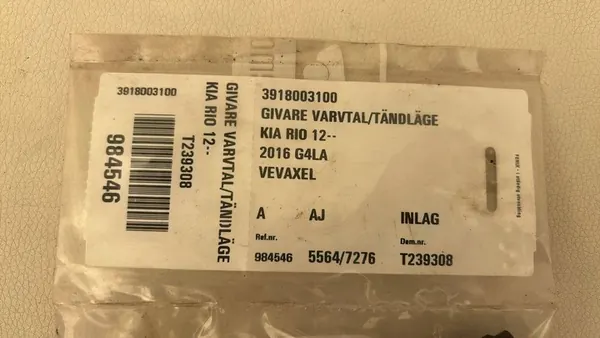 3918003100
984546
T239308
GIVARE VARVTAL/TÄNDLÄGE
KIA RIO 12--
3918003100
GIVARE VARVTAL/TÄNDLÄGE
KIA RIO 12--
2016 G4LA
VEVAXEL
A AJ INLAG
Ref.nr. Dem.nr.
984546 5564/7276 T239308